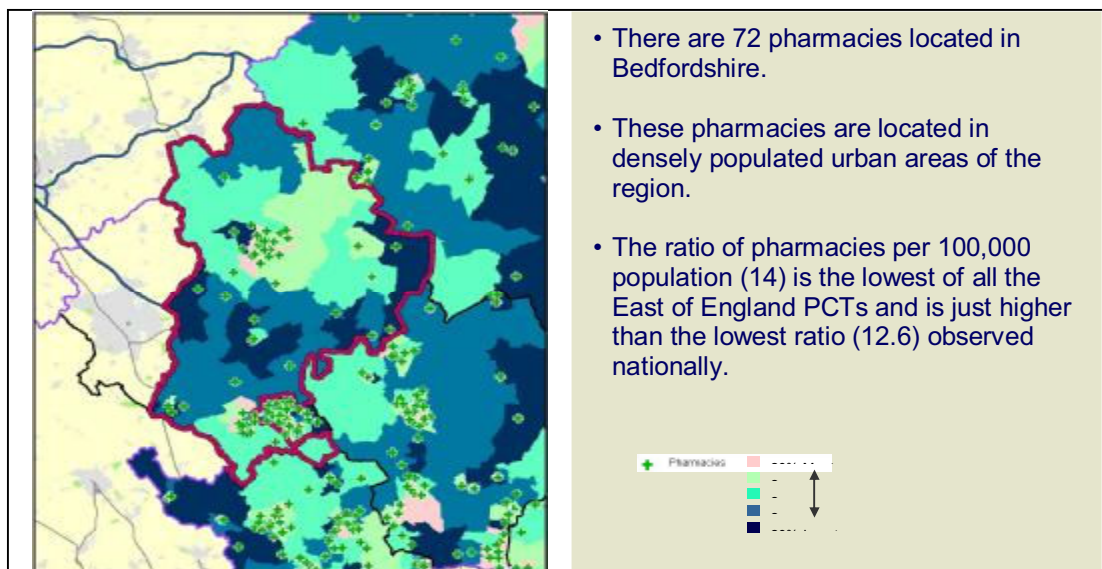 • There are 72 pharmacies located in
Bedfordshire.
• These pharmacies are located in
densely populated urban areas of the
region.
• The ratio of pharmacies per 100,000
population (14) is the lowest of all the
East of England PCTs and is just higher
than the lowest ratio (12.6) observed
nationally.
Pharmacies
-
-
-